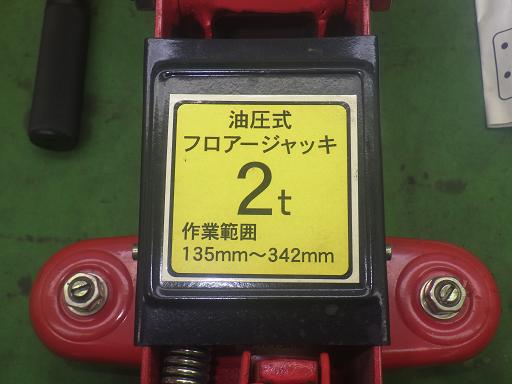 油圧式
フロアージャッキ
2t
作業範囲
135mm～342mm